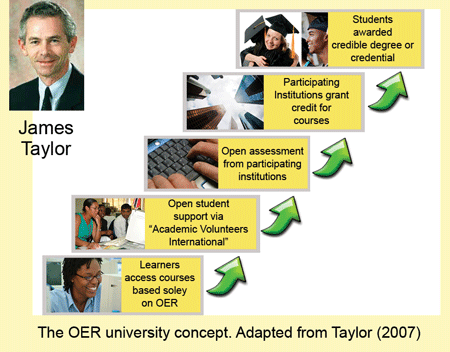 Students
awarded
credible degree or
credential
Participating
Institutions grant
credit for
courses
James
Taylor
Open assessment
from participating
institutions
Open student
support via
“Academic Volunteers
International”
Learners
access courses
based soley
on OER
The OER university concept. Adapted from Taylor (2007)